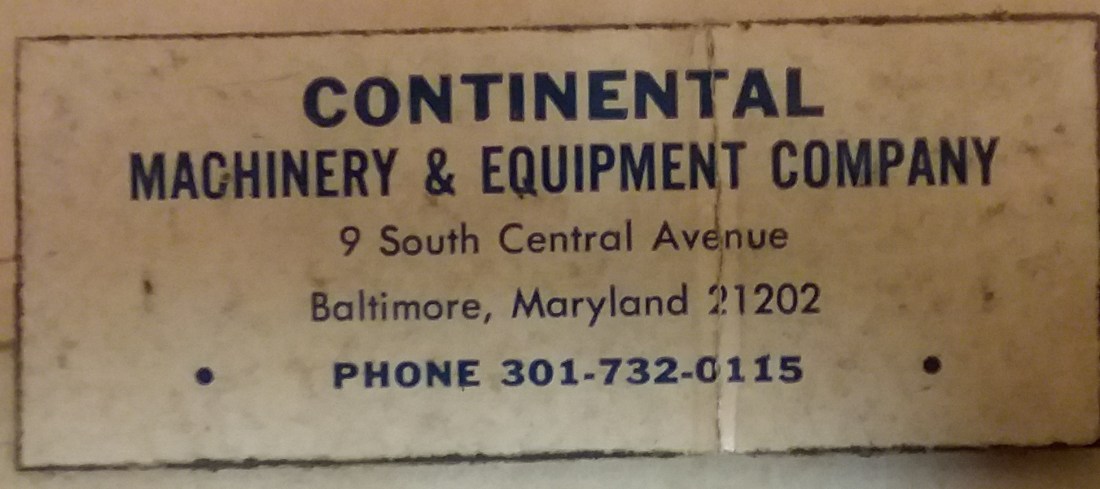 CONTINENTAL
MACHINERY & EQUIPMENT COMPANY
9 South Central Avenue
Baltimore, Maryland 21202
• PHONE 301-732-0115 •